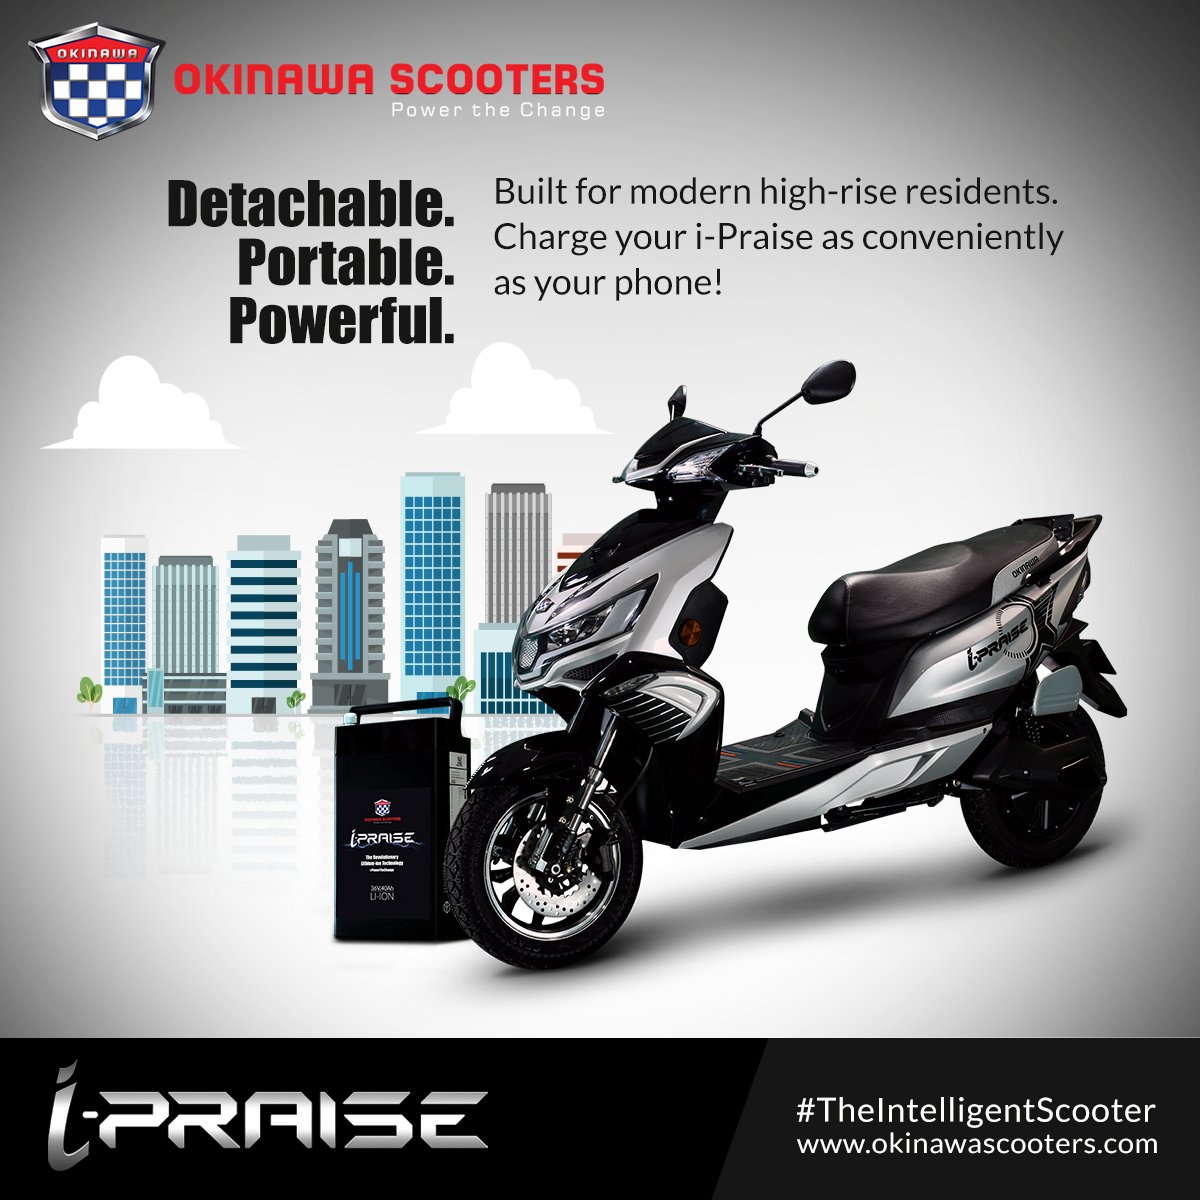 OKINAWA
OKINAWA SCOOTERS
Power the Change
Detachable.
Portable.
Powerful.
Built for modern high-rise residents.
Charge your i-Praise as conveniently
as your phone!
OKINAWA
i-PRAISE
OKINAWA SCOOTERS
i-PRAISE
The Revolutionary
Lithium-ion Technology
#PowerTheChange
36V,40Ah
LI-ION
i-PRAISE
#TheIntelligentScooter
www.okinawascooters.com